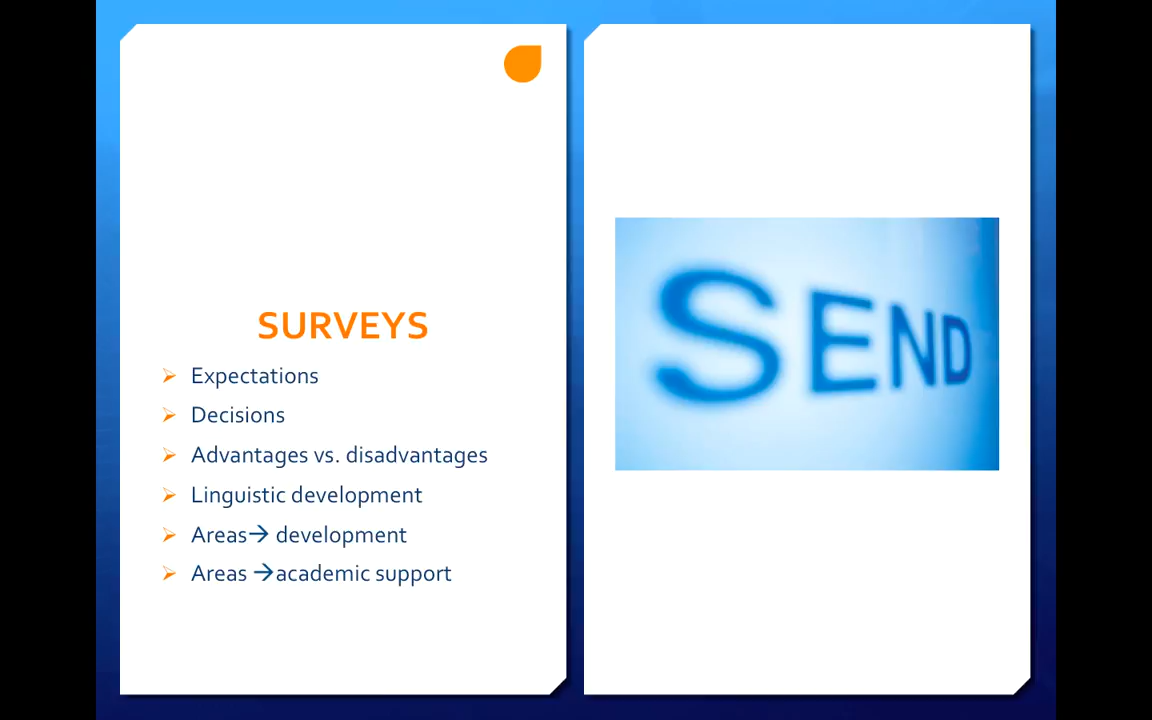 SURVEYS
Expectations
Decisions
Advantages vs. disadvantages
Linguistic development
Areas→ development
Areas →academic support
SEND